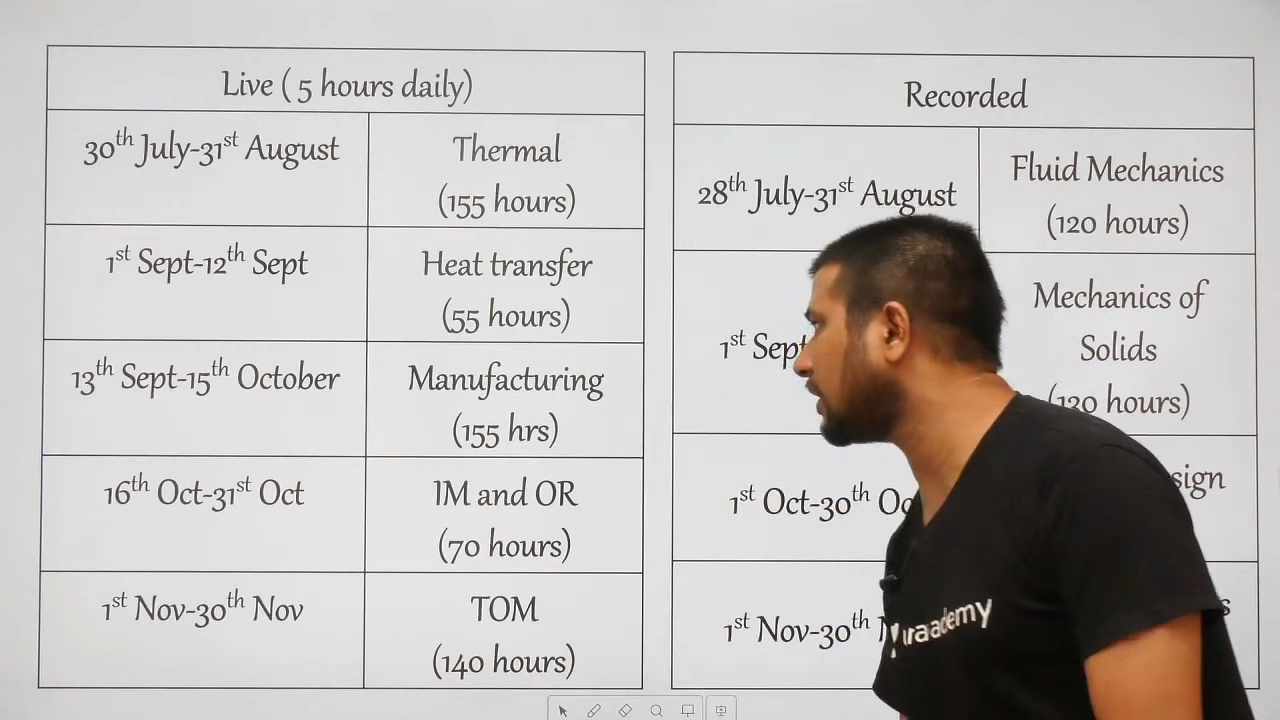 Live ( 5 hours daily)
30th July-31st August
Thermal
(155 hours)
1st Sept-12th Sept
Heat transfer
(55 hours)
13th Sept-15th October
Manufacturing
(155 hrs)
16th Oct-31st Oct
IM and OR
(70 hours)
1st Nov-30th Nov
TOM
(140 hours)
Recorded
28th July-31st August
Fluid Mechanics
(120 hours)
1st Sept
Mechanics of
Solids
(120 hours)
1st Oct-30th
1st Nov-30th